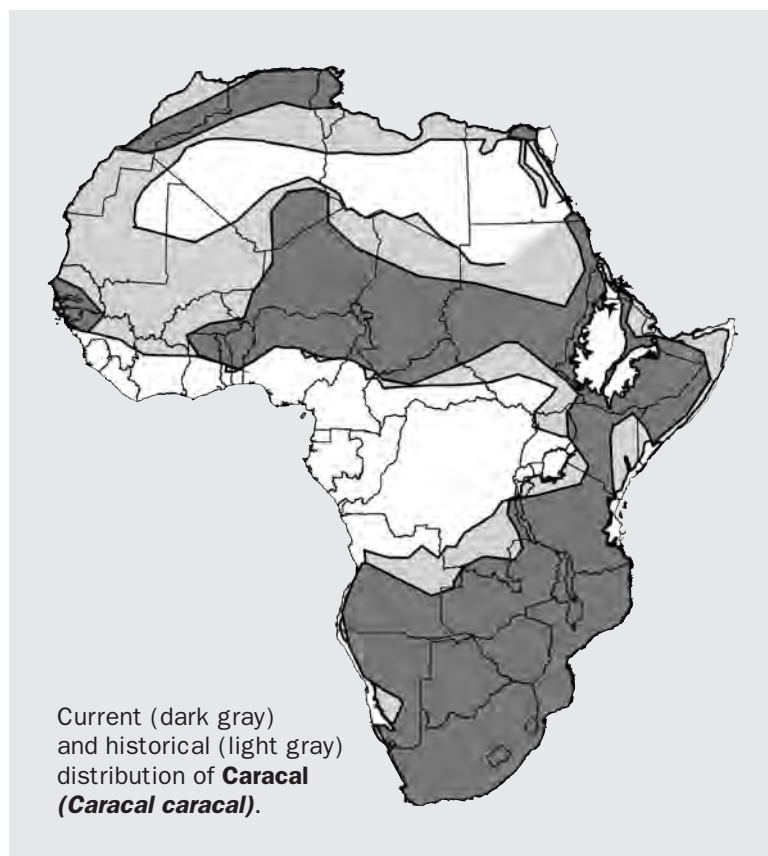 Current (dark gray)
and historical (light gray)
distribution of Caracal
(Caracal caracal).